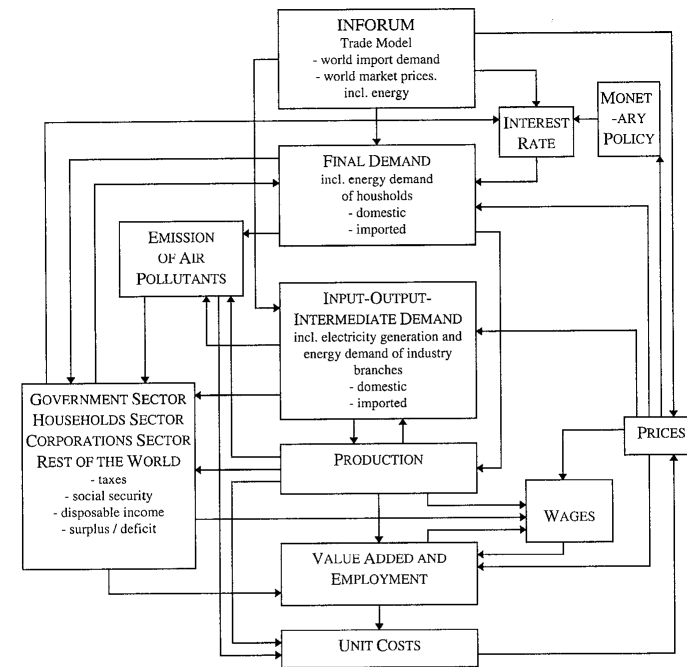 INFORUM
Trade Model
- world import demand
- world market prices.
incl. energy
MONET
-ARY
POLICY
INTEREST
RATE
FINAL DEMAND
incl. energy demand
of housholds
- domestic
- imported
EMISSION
OF AIR
POLLUTANTS
INPUT-OUTPUT-
INTERMEDIATE DEMAND
incl. electricity generation and
energy demand of industry
branches
- domestic
- imported
GOVERNMENT SECTOR
HOUSEHOLDS SECTOR
CORPORATIONS SECTOR
REST OF THE WORLD
- taxes
- social security
- disposable income
- surplus / deficit
PRICES
PRODUCTION
WAGES
VALUE ADDED AND
EMPLOYMENT
UNIT COSTS